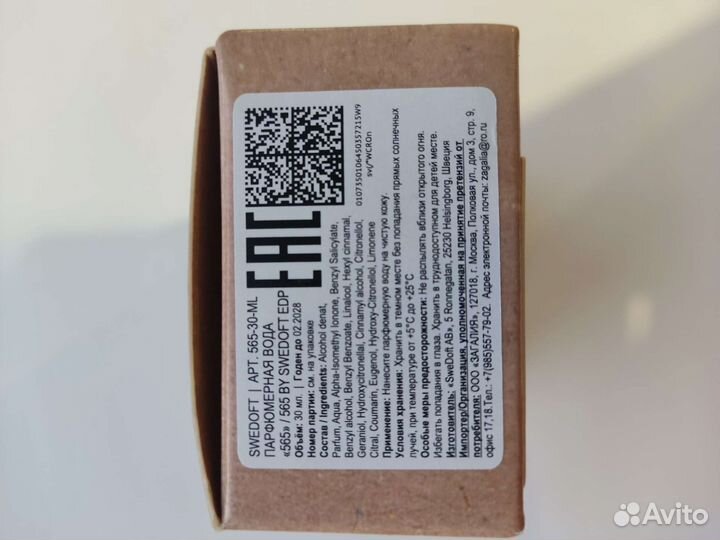 SWEDOFT | АРТ. 565-30-ML
ПАРФЮМЕРНАЯ ВОДА
«565» / 565 BY SWEDOFT EDP
Объём: 30 мл. | Годен до 02.2028
Номер партии: см. на упаковке
Состав / Ingredients: Alcohol denat,
Parfum, Aqua, Alpha-Isomethyl Ionone, Benzyl Salicylate,
Benzyl alcohol, Benzyl Benzoate, Linalool, Hexyl cinnamal,
Geraniol, Hydroxycitronellal, Cinnamyl alcohol, Citronellol,
Citral, Coumarin, Eugenol, Hydroxy-Citronellol, Limonene
Применение: Нанесите парфюмерную воду на чистую кожу.
Условия хранения: Хранить в темном месте без попадания прямых солнечных
лучей, при температуре от +5°C до +25°C
Особые меры предосторожности: Не распылять вблизи открытого огня.
Избегать попадания в глаза. Хранить в труднодоступном для детей месте.
Изготовитель: «SweDoft AB», 5 Ronnegatan, 25230 Helsingborg, Швеция
Импортер/Организация, уполномоченная на принятие претензий от
потребителя: ООО «ЗАГАЛИЯ», 127018, г. Москва, Полковая ул., дом 3, стр. 9,
офис 17,18.Тел.: +7(985)557-79-02. Адрес электронной почты: zagalia@ro.ru
EAC
0107350106450357215W9
svj/*WCROn
Avito